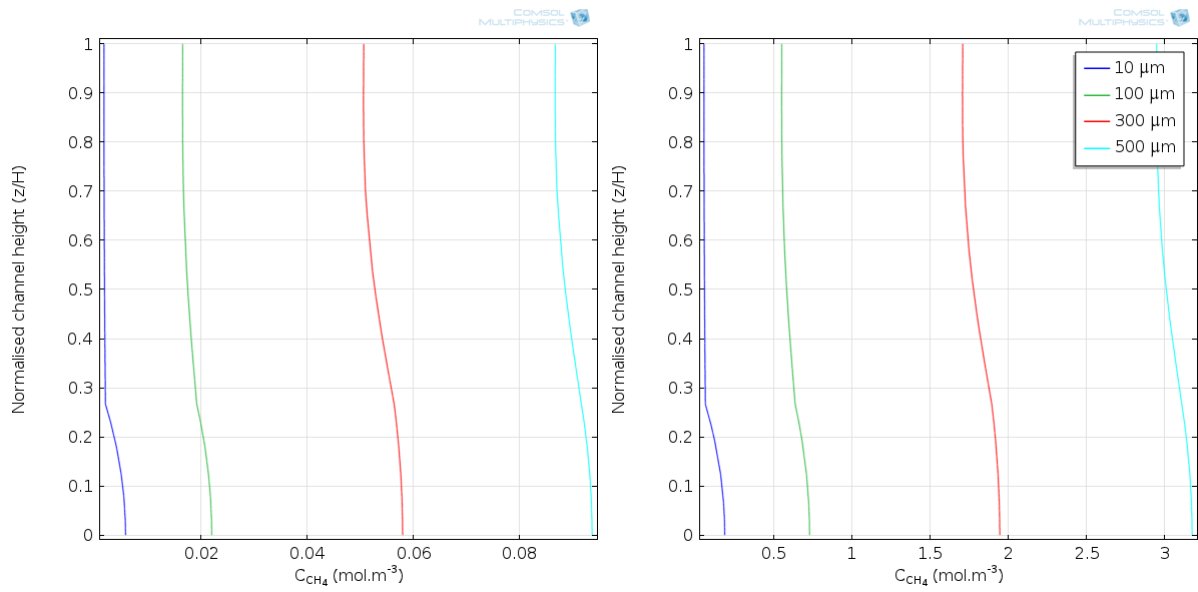 COMSOL
MULTIPHYSICS
1
0.9
0.8
0.7
0.6
0.5
0.4
0.3
0.2
0.1
0
Normalised channel height (z/H)
0.02
0.04
0.06
0.08
C_CH₄ (mol.m⁻³)
COMSOL
MULTIPHYSICS
1
0.9
0.8
0.7
0.6
0.5
0.4
0.3
0.2
0.1
0
Normalised channel height (z/H)
10 μm
100 μm
300 μm
500 μm
0.5
1
1.5
2
2.5
3
C_CH₄ (mol.m⁻³)